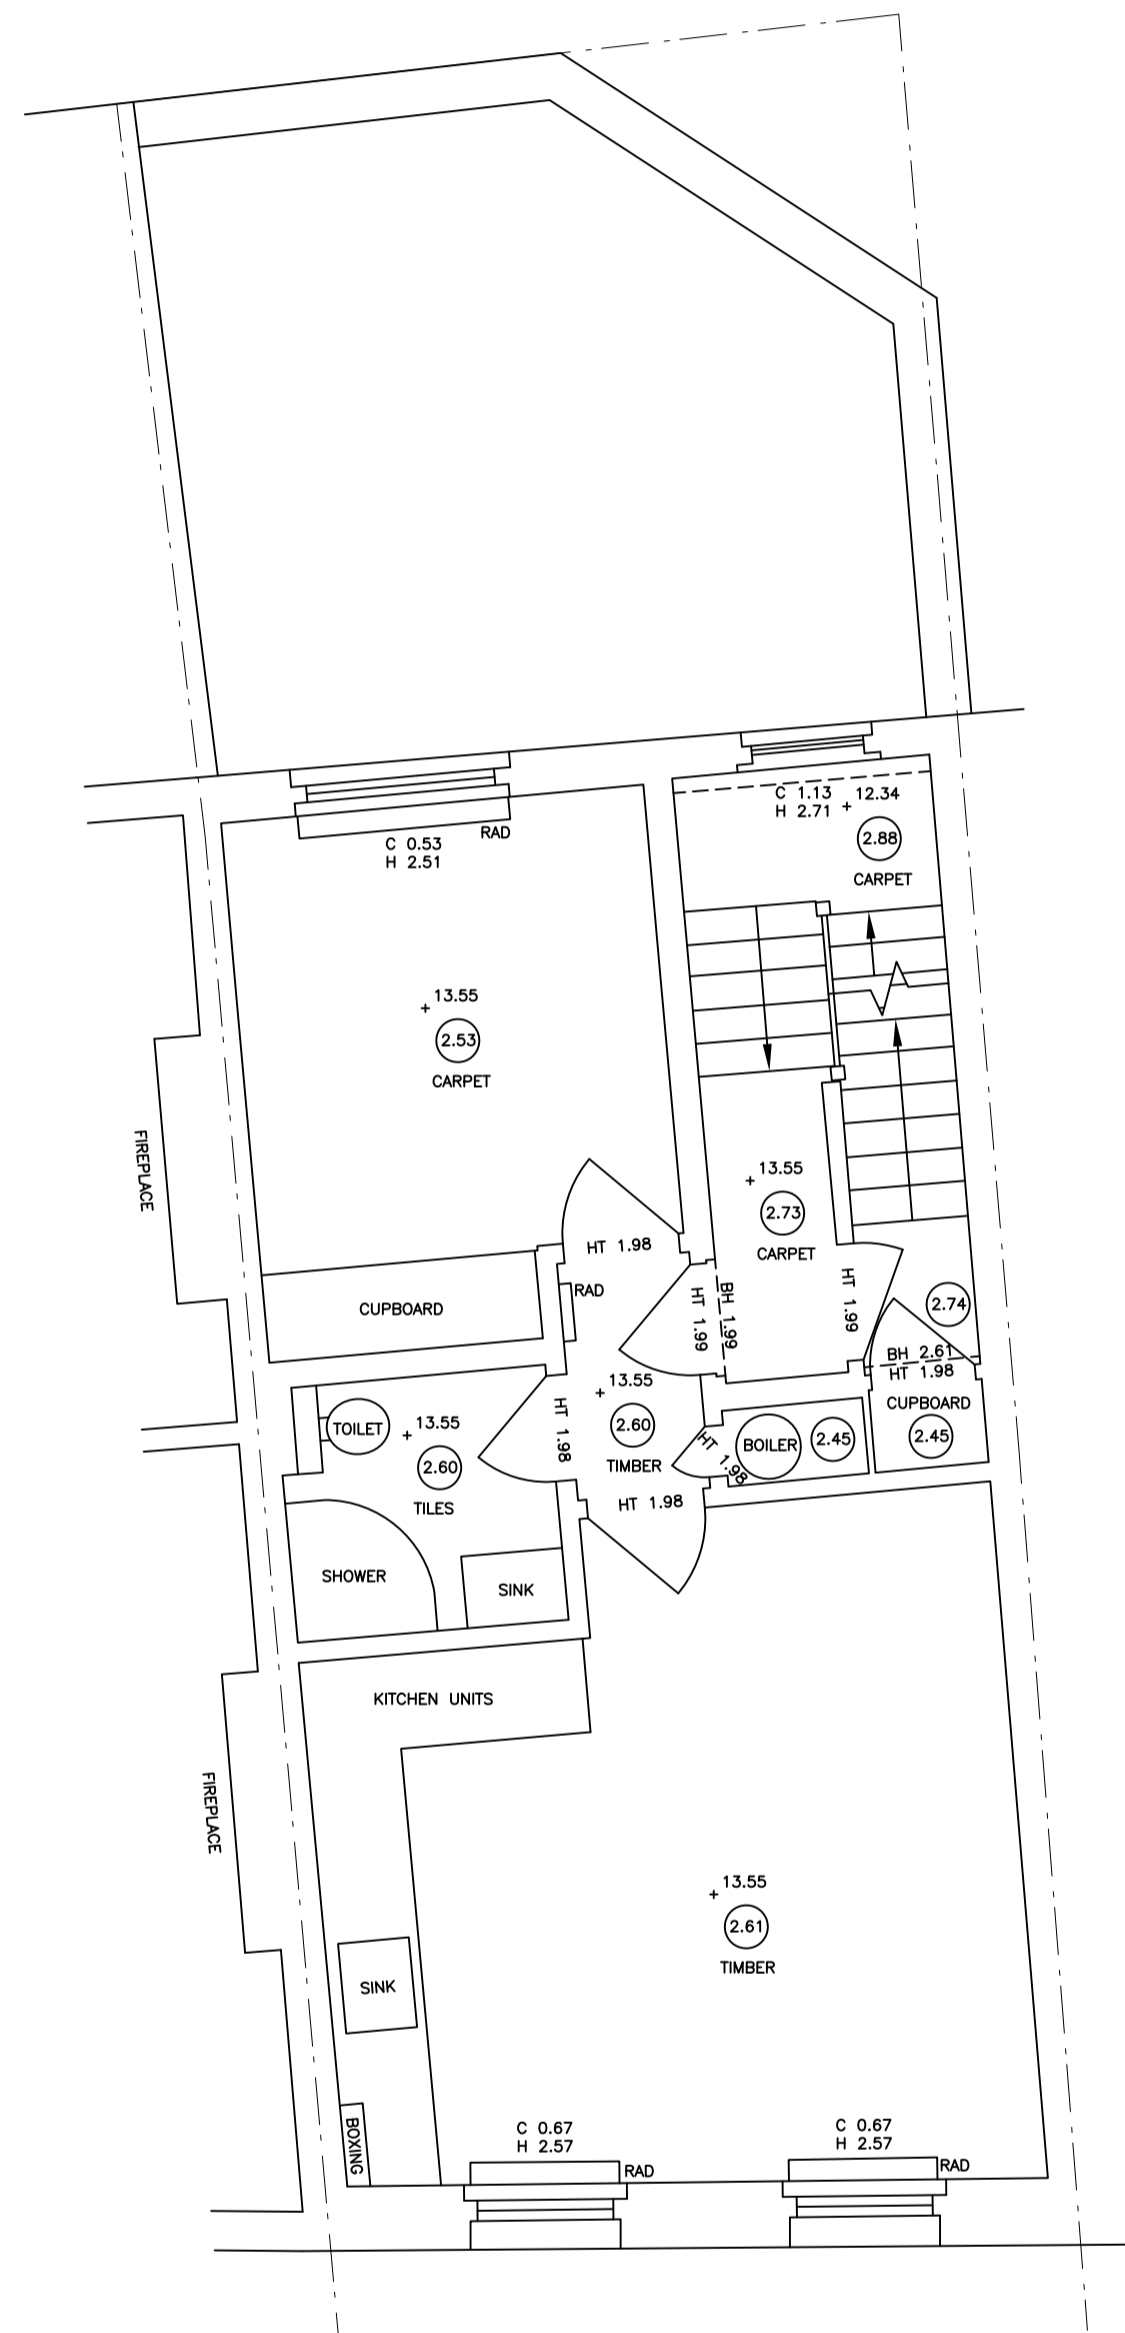 C 1.13
H 2.71
12.34
2.88
CARPET
RAD
C 0.53
H 2.51
13.55
2.53
CARPET
FIREPLACE
13.55
2.73
CARPET
HT 1.98
RAD
CUPBOARD
HT 1.99
BH 1.99
HT 1.99
2.74
BH 2.61
HT 1.98
CUPBOARD
2.45
TOILET
13.55
2.60
TILES
HT 1.98
13.55
2.60
TIMBER
HT 1.98
BOILER
2.45
HT 1.98
SHOWER
SINK
KITCHEN UNITS
FIREPLACE
13.55
2.61
TIMBER
SINK
BOXING
C 0.67
H 2.57
RAD
C 0.67
H 2.57
RAD